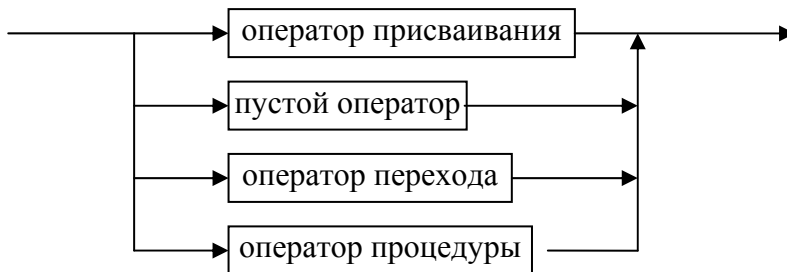 оператор присваивания
пустой оператор
оператор перехода
оператор процедуры